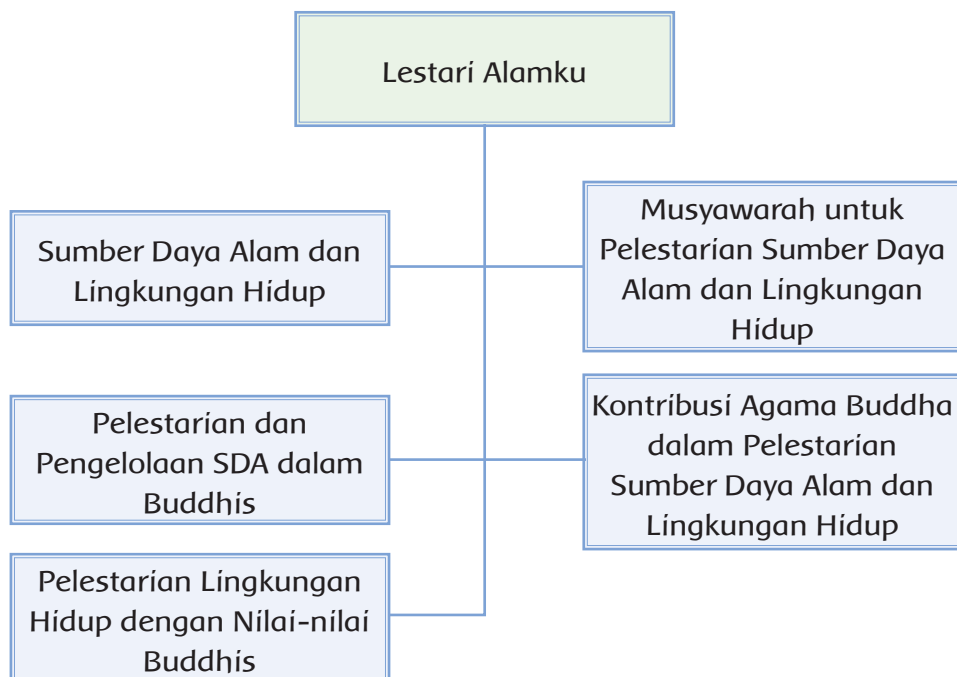 Lestari Alamku
Sumber Daya Alam dan
Lingkungan Hidup
Musyawarah untuk
Pelestarian Sumber Daya
Alam dan Lingkungan
Hidup
Pelestarian dan
Pengelolaan SDA dalam
Buddhis
Kontribusi Agama Buddha
dalam Pelestarian
Sumber Daya Alam dan
Lingkungan Hidup
Pelestarian Lingkungan
Hidup dengan Nilai-nilai
Buddhis